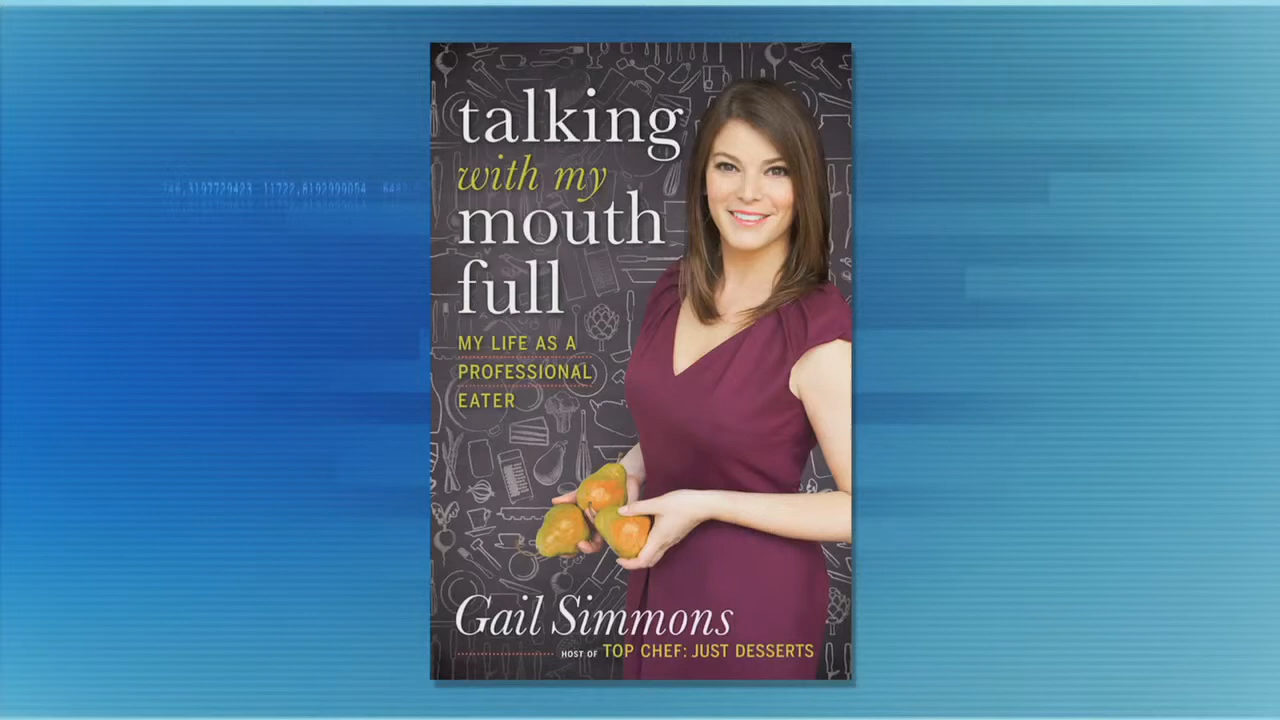 talking
with my
mouth
full
MY LIFE AS A
PROFESSIONAL
EATER
Gail Simmons
HOST OF TOP CHEF: JUST DESSERTS